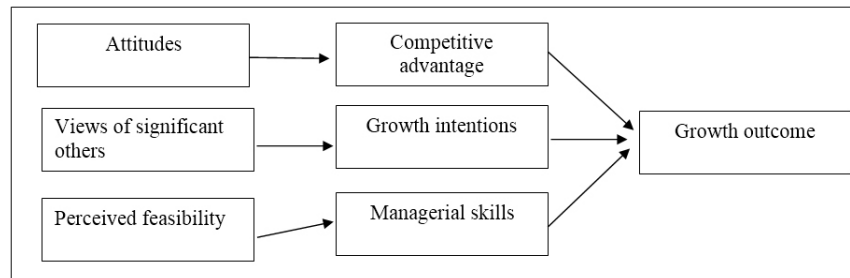 Attitudes
Competitive
advantage
Views of significant
others
Growth intentions
Growth outcome
Perceived feasibility
Managerial skills